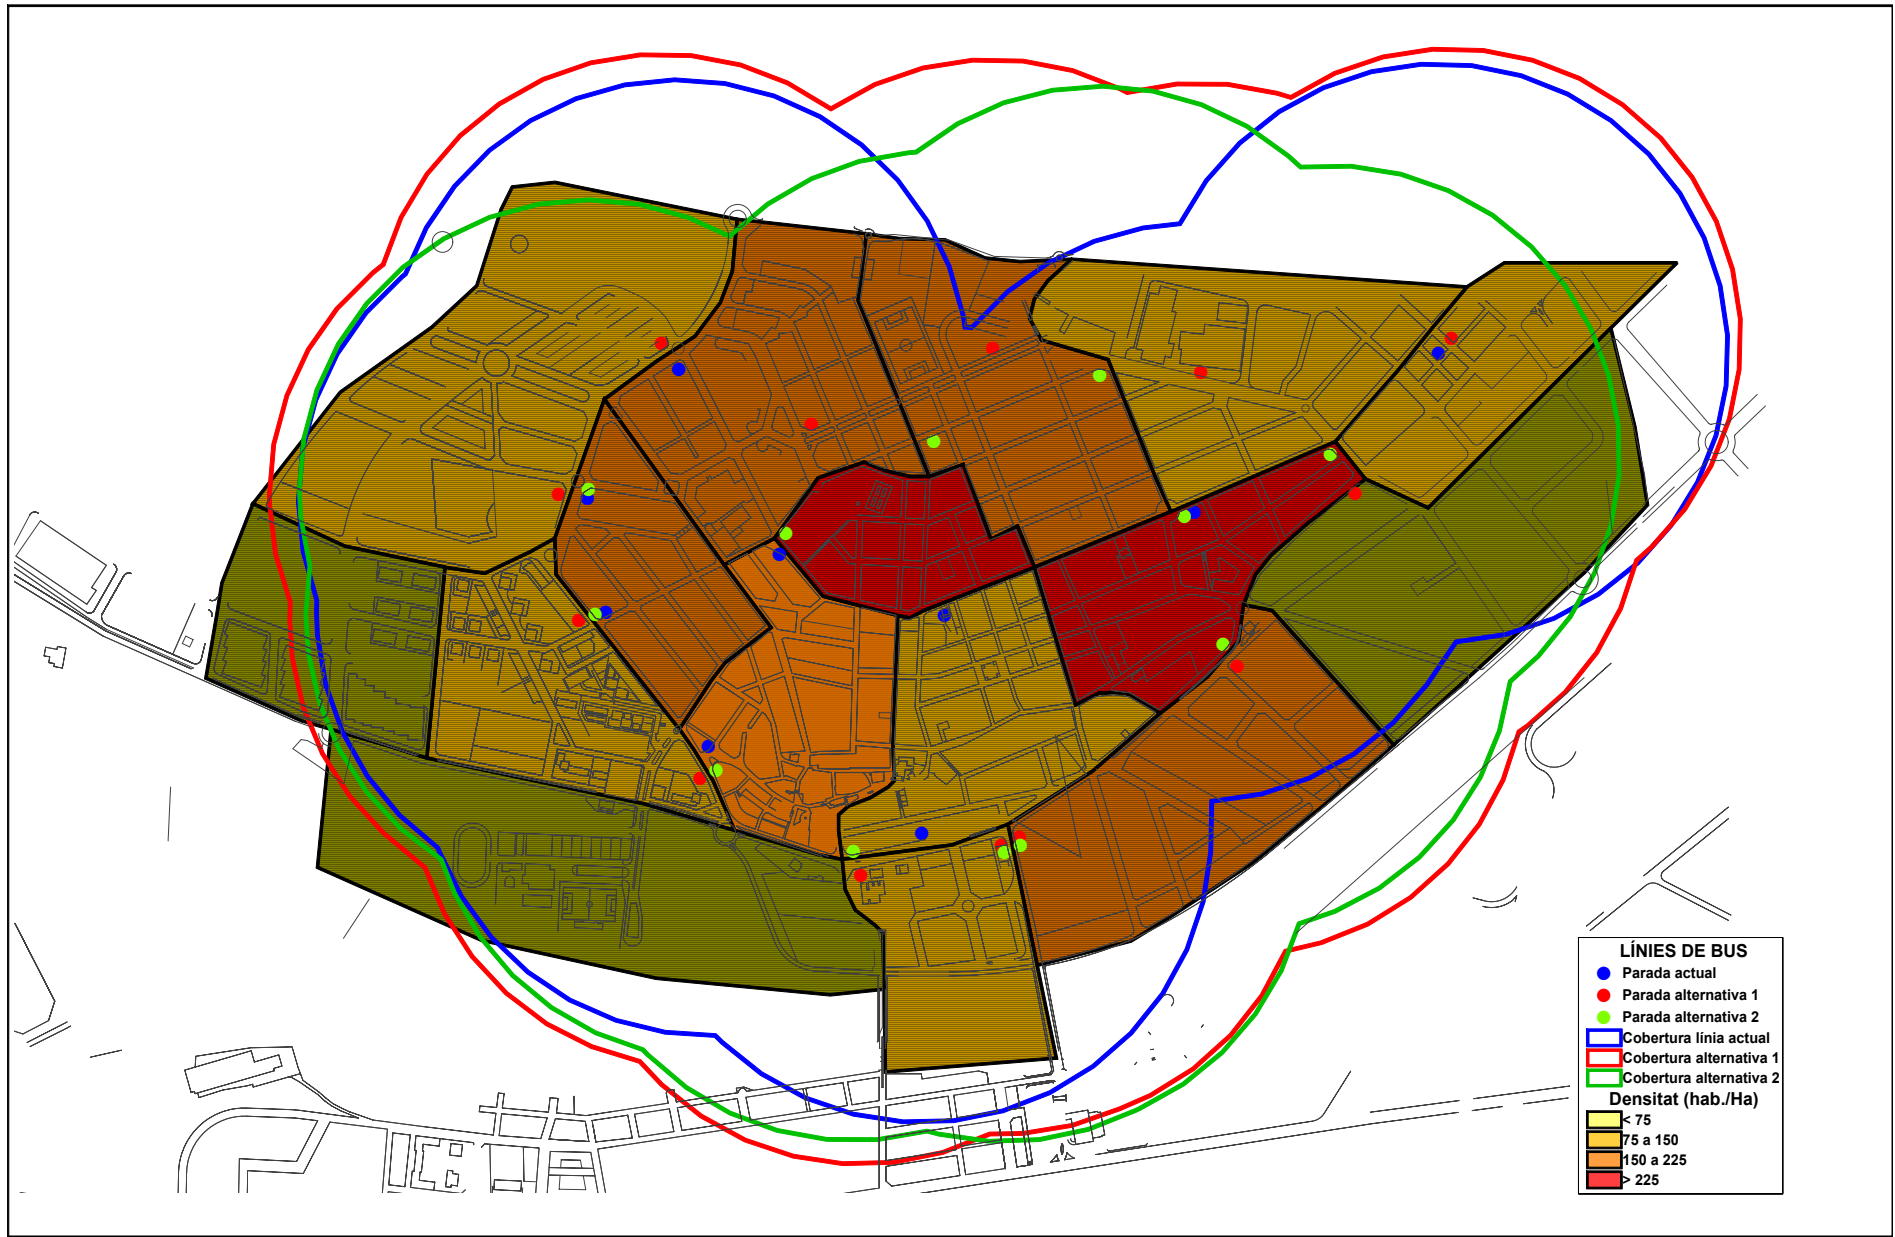 LÍNIES DE BUS
Parada actual
Parada alternativa 1
Parada alternativa 2
Cobertura línia actual
Cobertura alternativa 1
Cobertura alternativa 2
Densitat (hab./Ha)
< 75
75 a 150
150 a 225
> 225